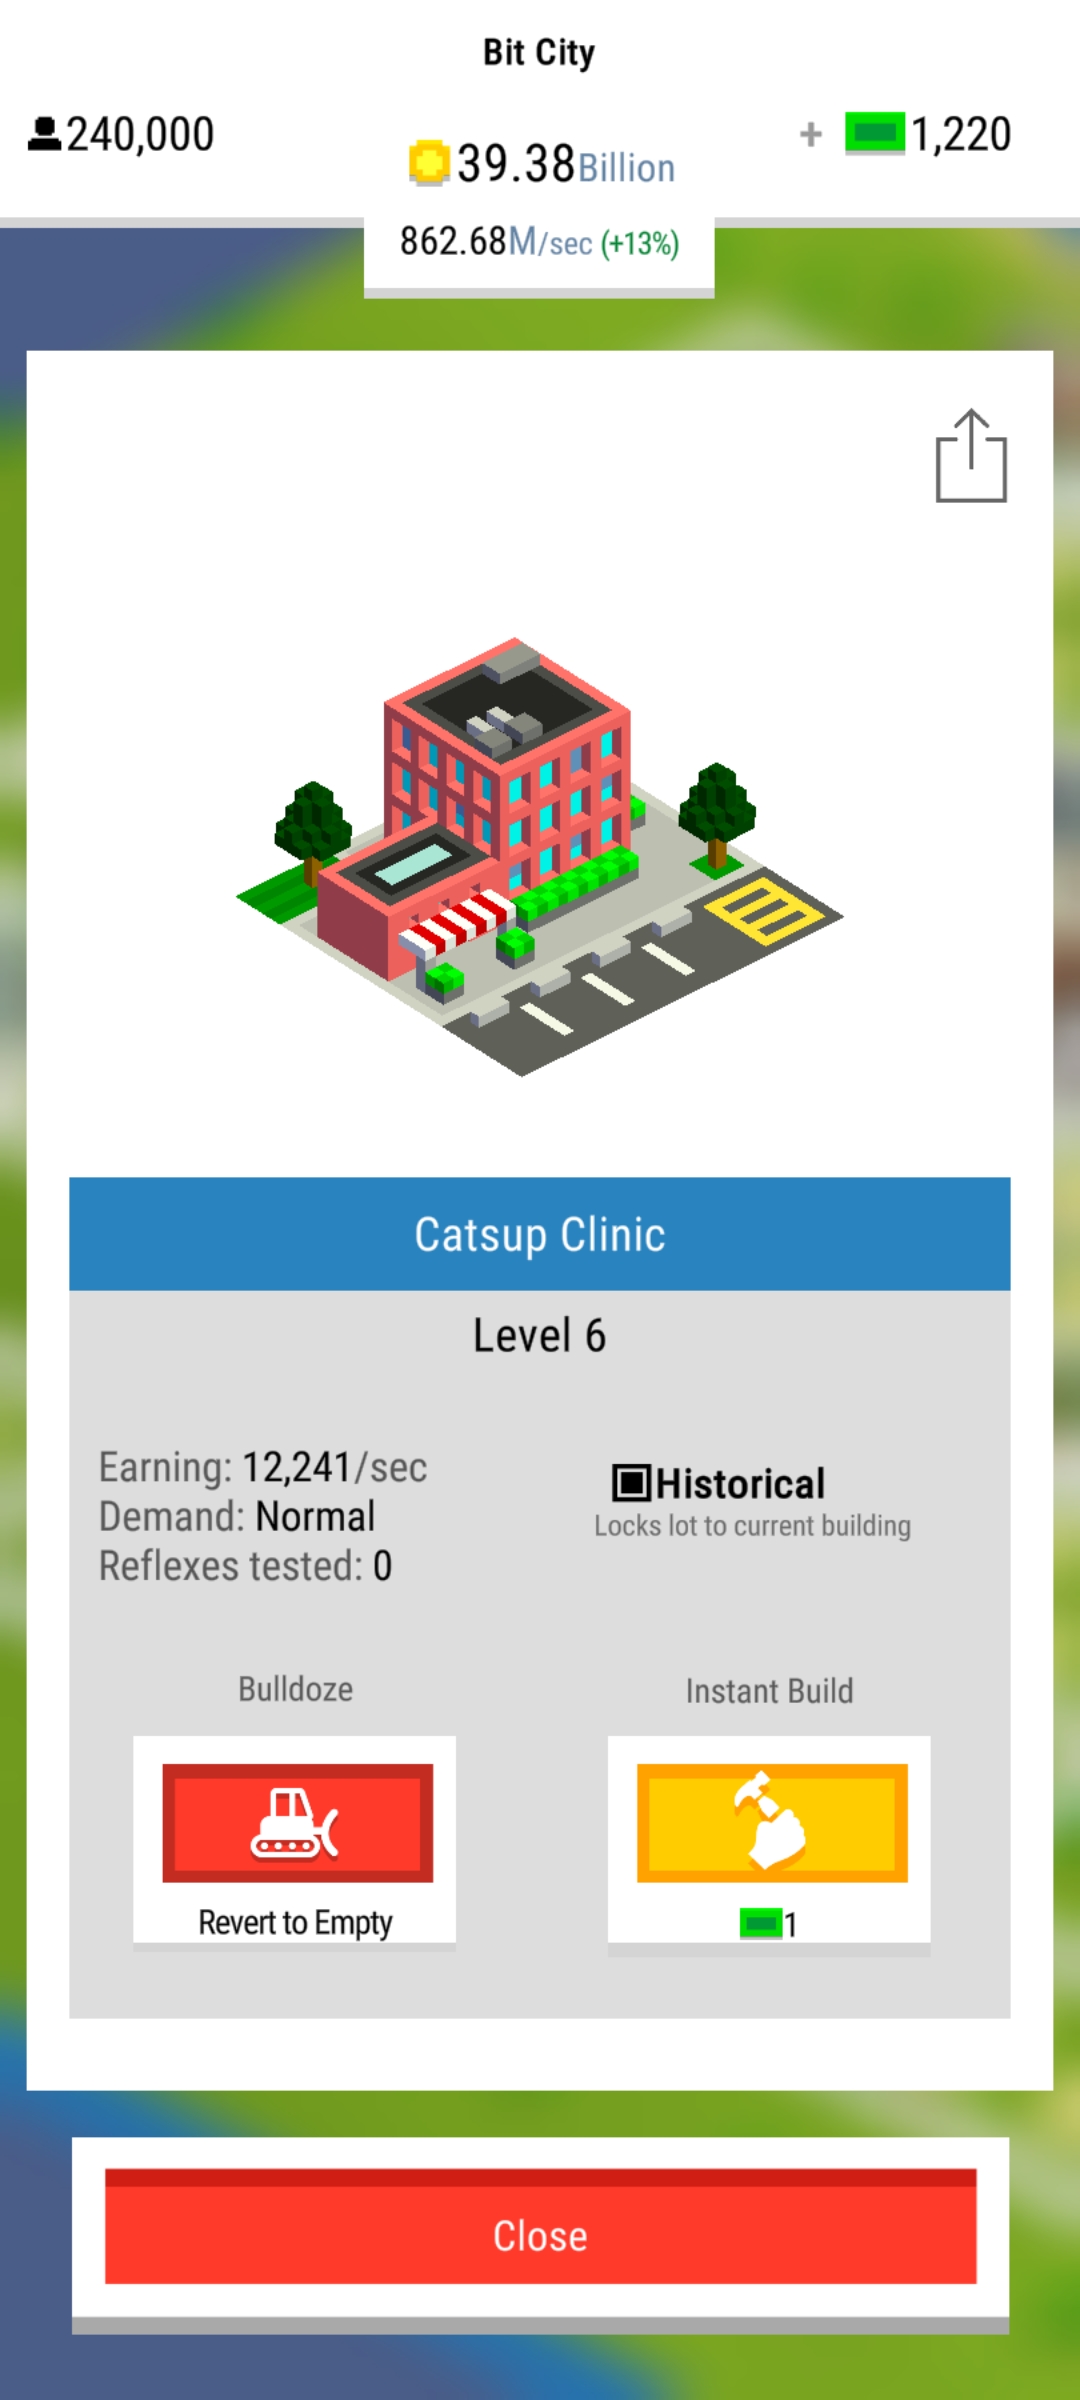 Bit City
240,000
39.38Billion
+ 1,220
862.68M/sec (+13%)
Catsup Clinic
Level 6
Earning: 12,241/sec
Demand: Normal
Reflexes tested: 0
Historical
Locks lot to current building
Bulldoze
Instant Build
Revert to Empty
1
Close